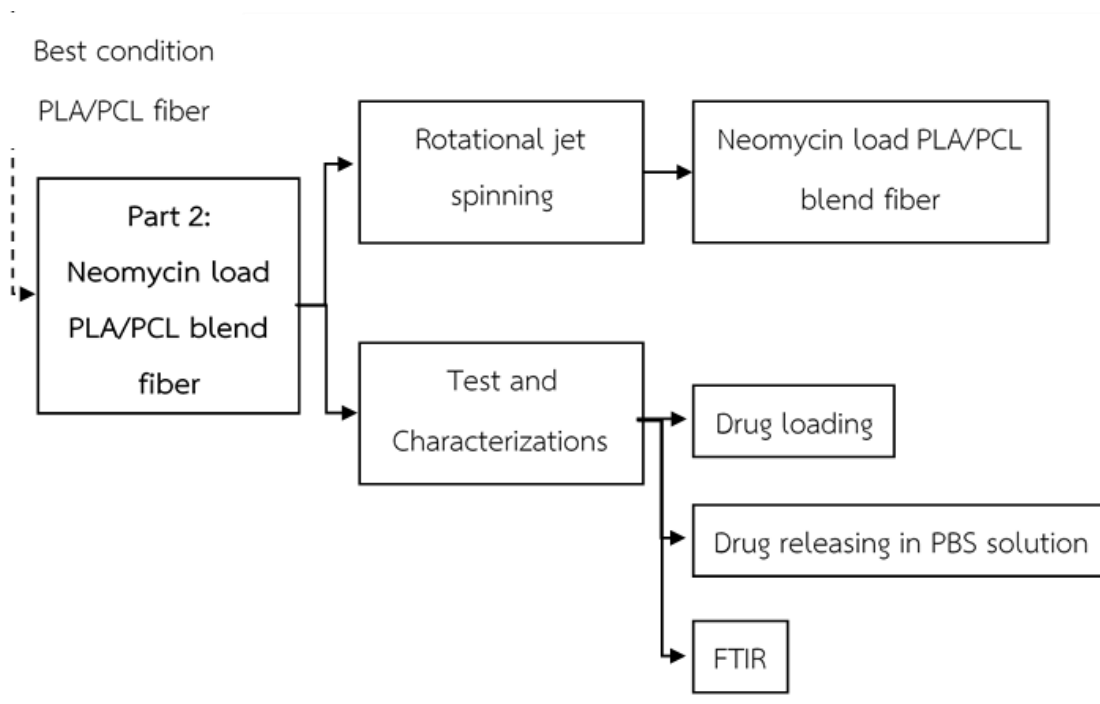 Best condition
PLA/PCL fiber
Part 2:
Neomycin load
PLA/PCL blend
fiber
Rotational jet
spinning
Neomycin load PLA/PCL
blend fiber
Test and
Characterizations
Drug loading
Drug releasing in PBS solution
FTIR